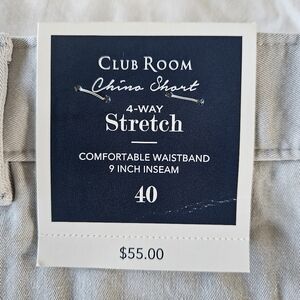 CLUB ROOM
Chino Short
4-WAY
Stretch
COMFORTABLE WAISTBAND
9 INCH INSEAM
40
$55.00